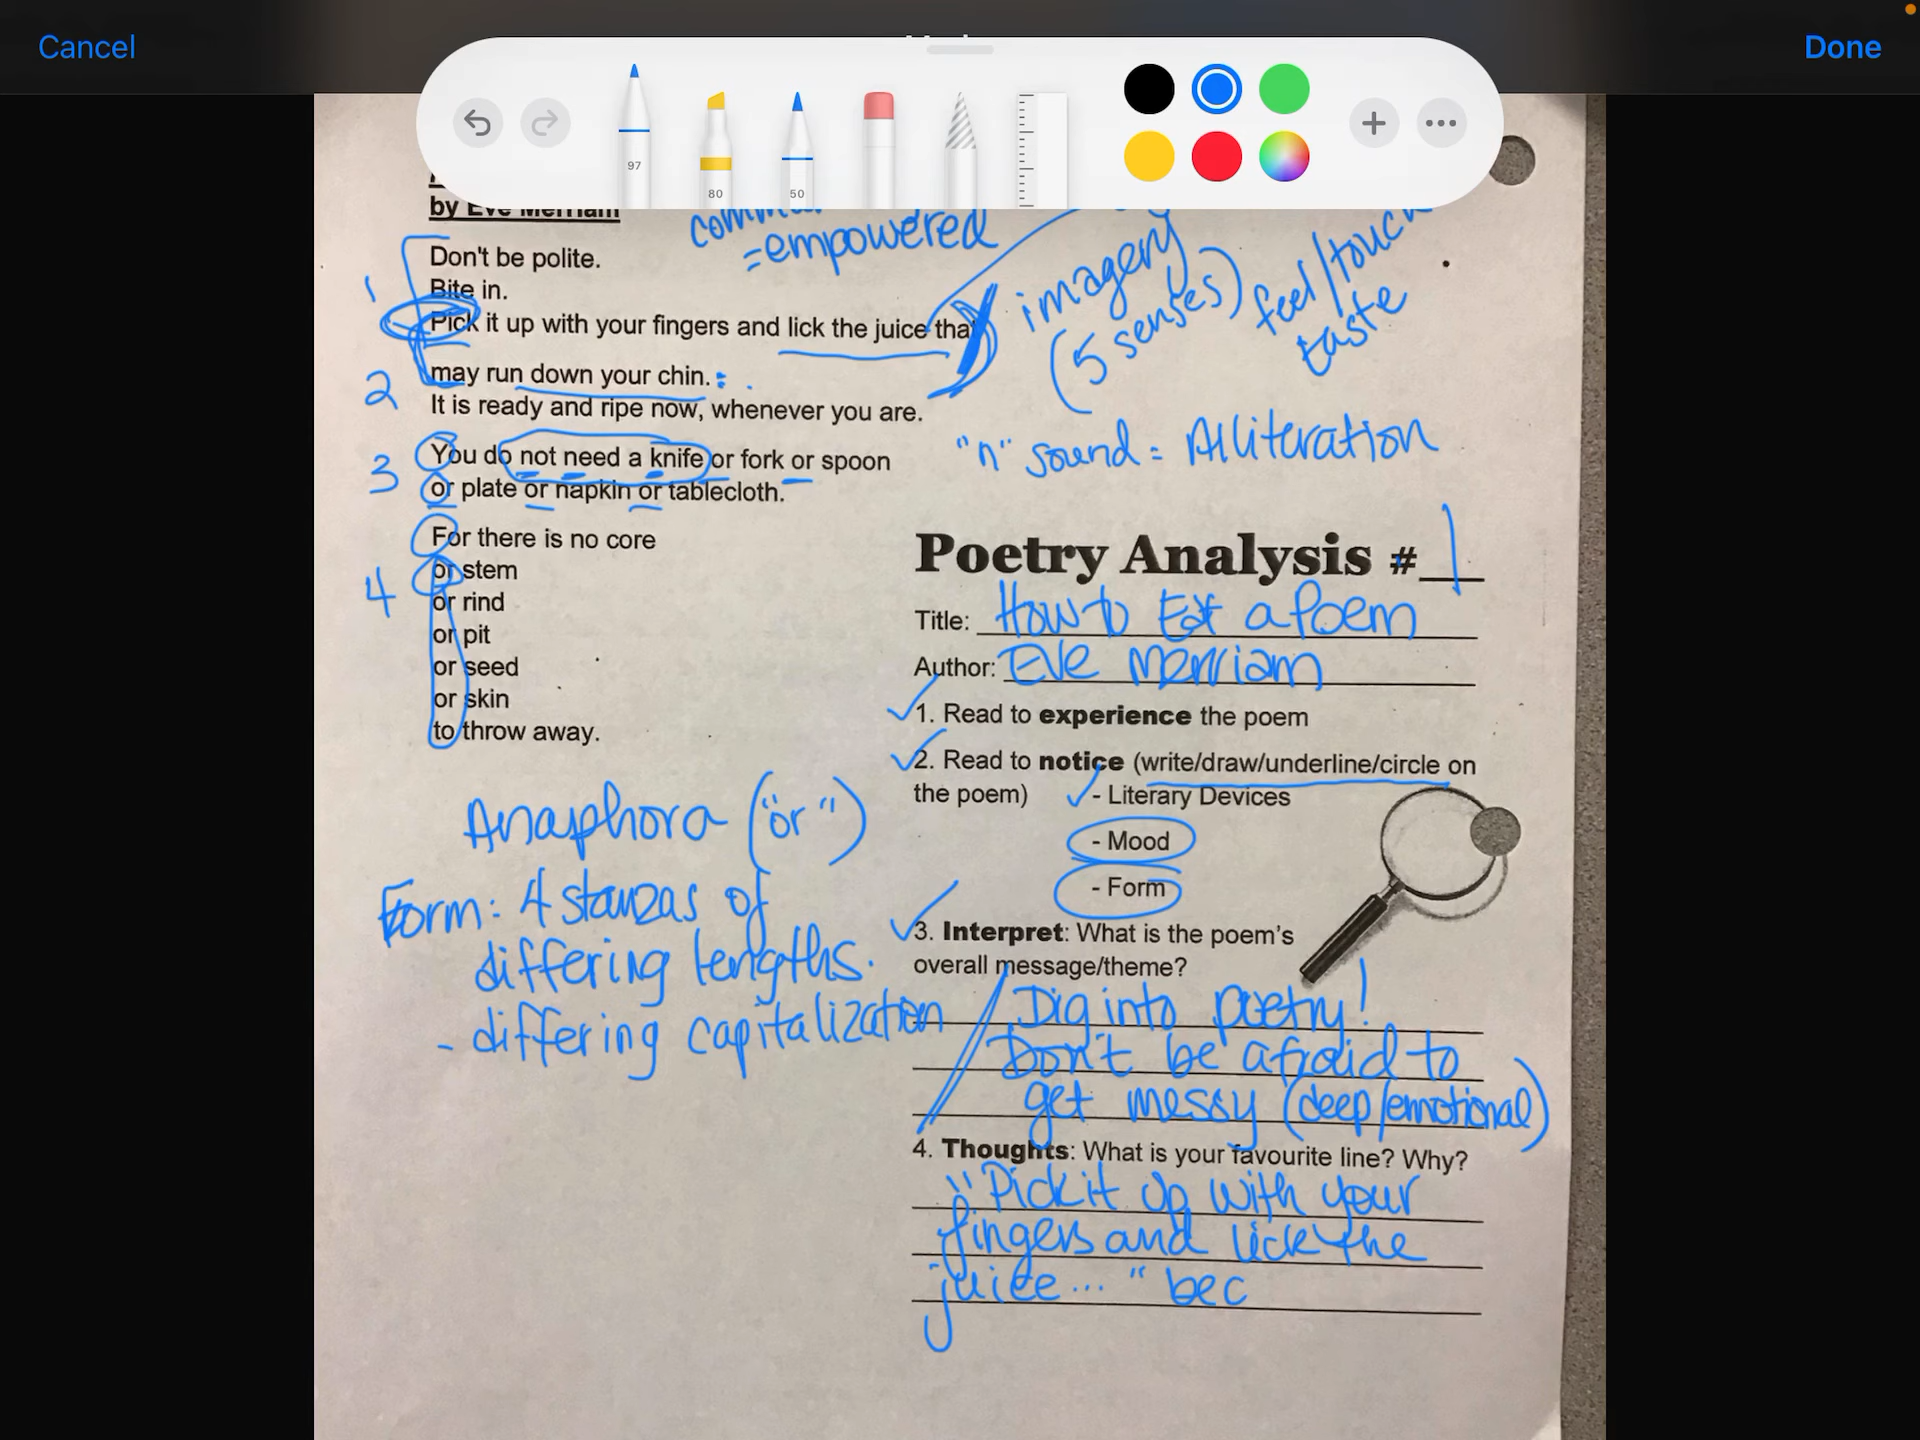 Cancel
Done
97
80
50
by Eve Merriam
= empowered
Don't be polite.
Bite in.
Pick it up with your fingers and lick the juice that
may run down your chin.
It is ready and ripe now, whenever you are.
You do not need a knife or fork or spoon
or plate or napkin or tablecloth.
For there is no core
or stem
or rind
or pit
or seed
or skin
to throw away.
1
2
3
4
imagery
(5 senses)
feel/touch
taste
"n" sound = Alliteration
Anaphora ("or")
Form: 4 stanzas of
differing lengths.
- differing capitalization
Poetry Analysis # 1
Title: How to Eat a Poem
Author: Eve Merriam
1. Read to experience the poem
2. Read to notice (write/draw/underline/circle on
the poem) - Literary Devices
- Mood
- Form
3. Interpret: What is the poem's
overall message/theme?
Dig into poetry!
Don't be afraid to
get messy (deep/emotional)
4. Thoughts: What is your favourite line? Why?
"Pick it up with your
fingers and lick the
juice..." bec